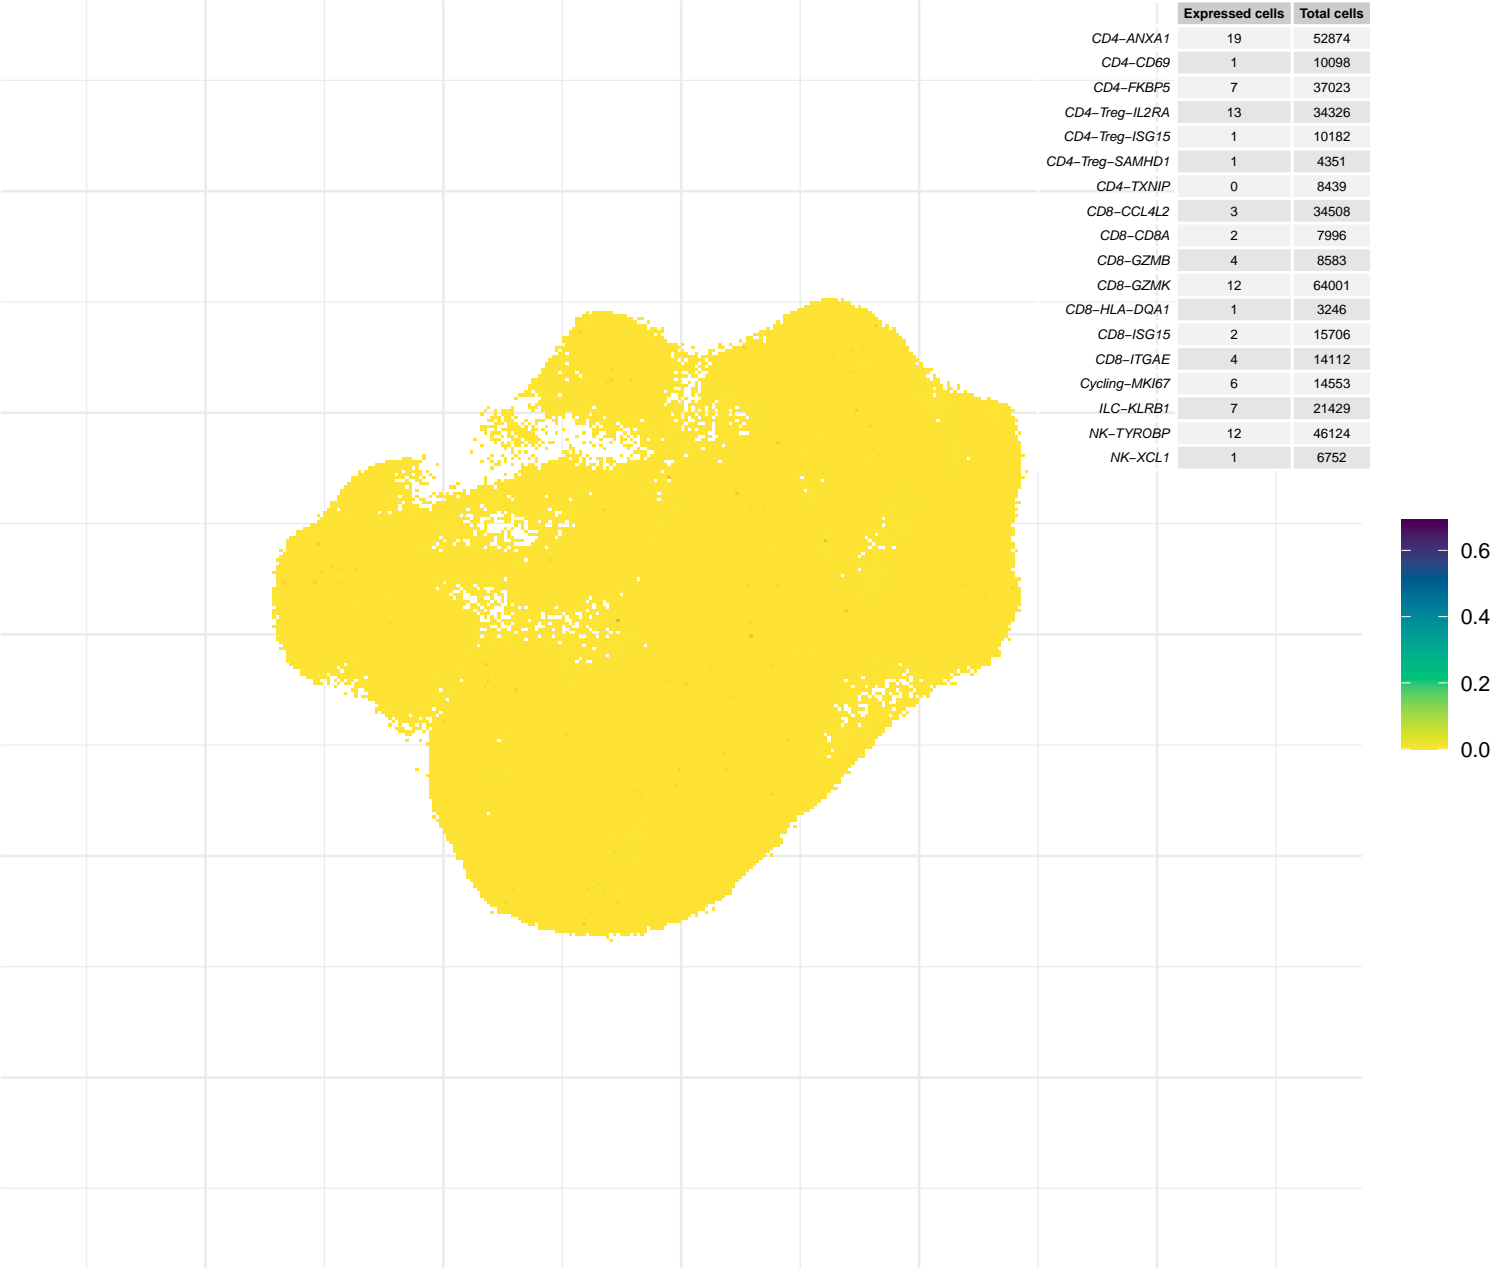 Expressed cells Total cells
CD4−ANXA1 19 52874
CD4−CD69 1 10098
CD4−FKBP5 7 37023
CD4−Treg−IL2RA 13 34326
CD4−Treg−ISG15 1 10182
CD4−Treg−SAMHD1 1 4351
CD4−TXNIP 0 8439
CD8−CCL4L2 3 34508
CD8−CD8A 2 7996
CD8−GZMB 4 8583
CD8−GZMK 12 64001
CD8−HLA−DQA1 1 3246
CD8−ISG15 2 15706
CD8−ITGAE 4 14112
Cycling−MKI67 6 14553
ILC−KLRB1 7 21429
NK−TYROBP 12 46124
NK−XCL1 1 6752
0.6
0.4
0.2
0.0